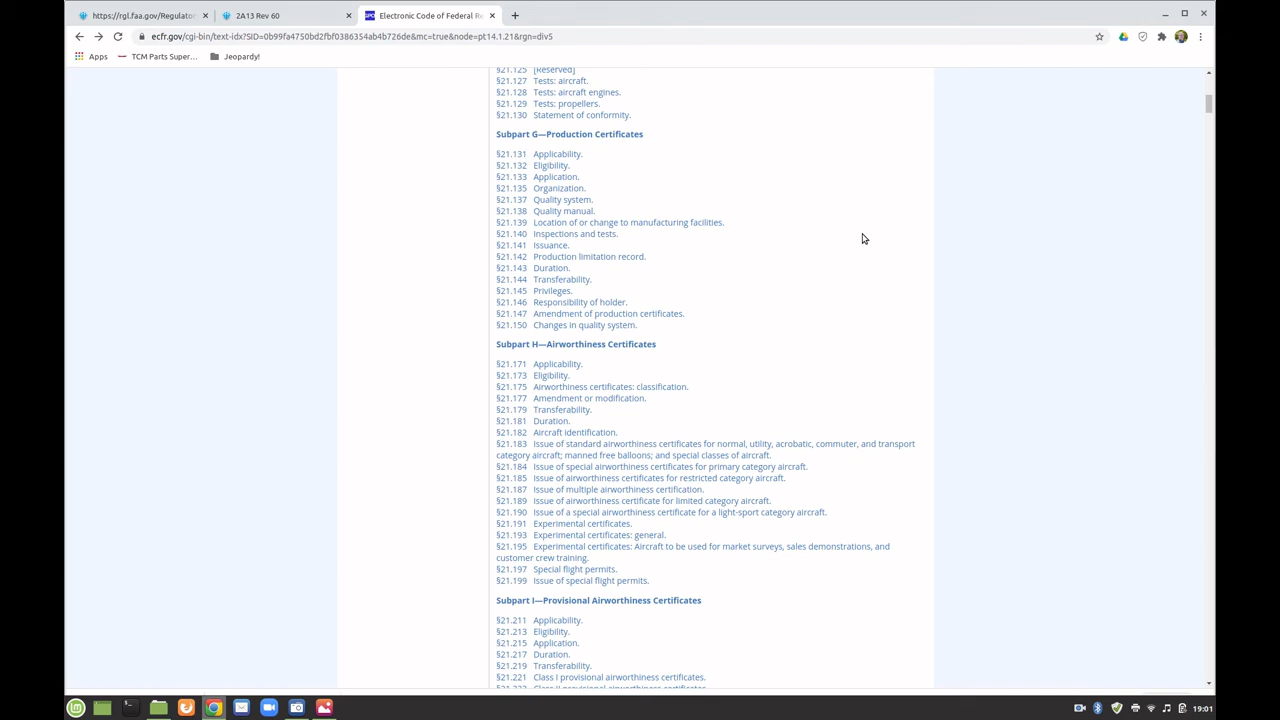 https://rgl.faa.gov/Regulator
2A13 Rev 60
Electronic Code of Federal Re
ecfr.gov/cgi-bin/text-idx?SID=0b99fa4750bd2fbf0386354ab4b726de&mc=true&node=pt14.1.21&rgn=div5
Apps
TCM Parts Super...
Jeopardy!
§21.125 [Reserved]
§21.127 Tests: aircraft.
§21.128 Tests: aircraft engines.
§21.129 Tests: propellers.
§21.130 Statement of conformity.
Subpart G—Production Certificates
§21.131 Applicability.
§21.132 Eligibility.
§21.133 Application.
§21.135 Organization.
§21.137 Quality system.
§21.138 Quality manual.
§21.139 Location of or change to manufacturing facilities.
§21.140 Inspections and tests.
§21.141 Issuance.
§21.142 Production limitation record.
§21.143 Duration.
§21.144 Transferability.
§21.145 Privileges.
§21.146 Responsibility of holder.
§21.147 Amendment of production certificates.
§21.150 Changes in quality system.
Subpart H—Airworthiness Certificates
§21.171 Applicability.
§21.173 Eligibility.
§21.175 Airworthiness certificates: classification.
§21.177 Amendment or modification.
§21.179 Transferability.
§21.181 Duration.
§21.182 Aircraft identification.
§21.183 Issue of standard airworthiness certificates for normal, utility, acrobatic, commuter, and transport
category aircraft; manned free balloons; and special classes of aircraft.
§21.184 Issue of special airworthiness certificates for primary category aircraft.
§21.185 Issue of airworthiness certificates for restricted category aircraft.
§21.187 Issue of multiple airworthiness certification.
§21.189 Issue of airworthiness certificate for limited category aircraft.
§21.190 Issue of a special airworthiness certificate for a light-sport category aircraft.
§21.191 Experimental certificates.
§21.193 Experimental certificates: general.
§21.195 Experimental certificates: Aircraft to be used for market surveys, sales demonstrations, and
customer crew training.
§21.197 Special flight permits.
§21.199 Issue of special flight permits.
Subpart I—Provisional Airworthiness Certificates
§21.211 Applicability.
§21.213 Eligibility.
§21.215 Application.
§21.217 Duration.
§21.219 Transferability.
§21.221 Class I provisional airworthiness certificates.
§21.223 Class II provisional airworthiness certificates.
19:01